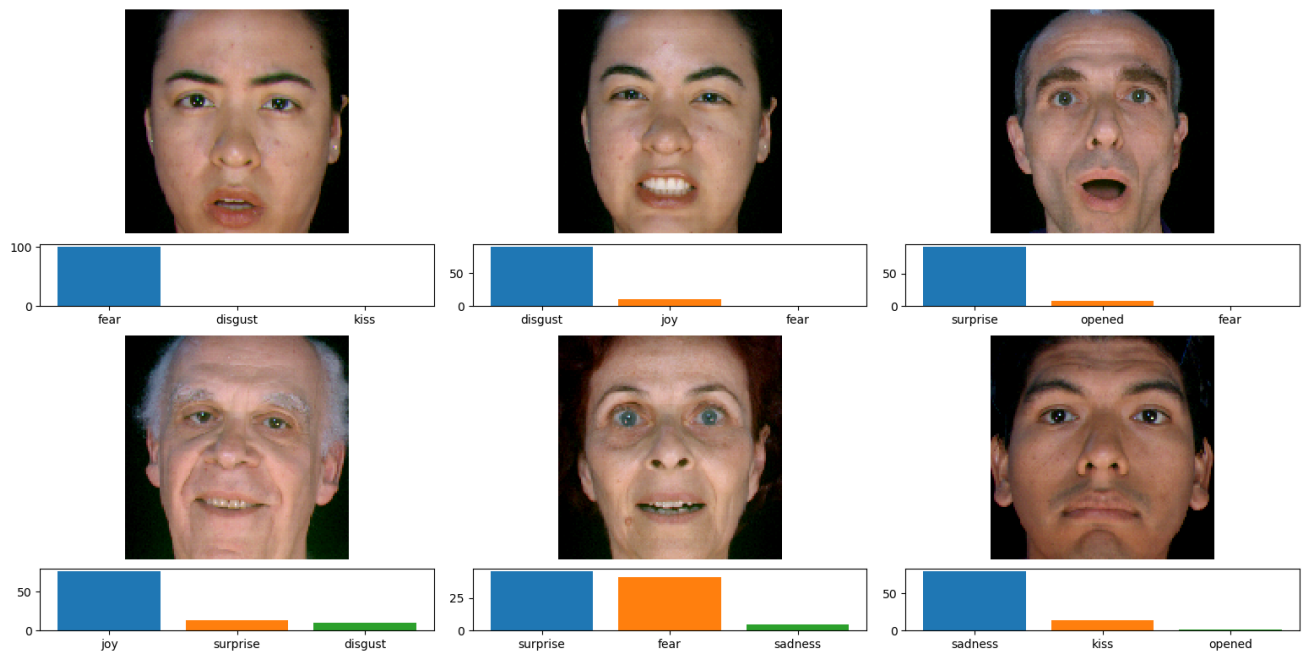 100
0
fear disgust kiss
50
0
disgust joy fear
50
0
surprise opened fear
50
0
joy surprise disgust
25
0
surprise fear sadness
50
0
sadness kiss opened